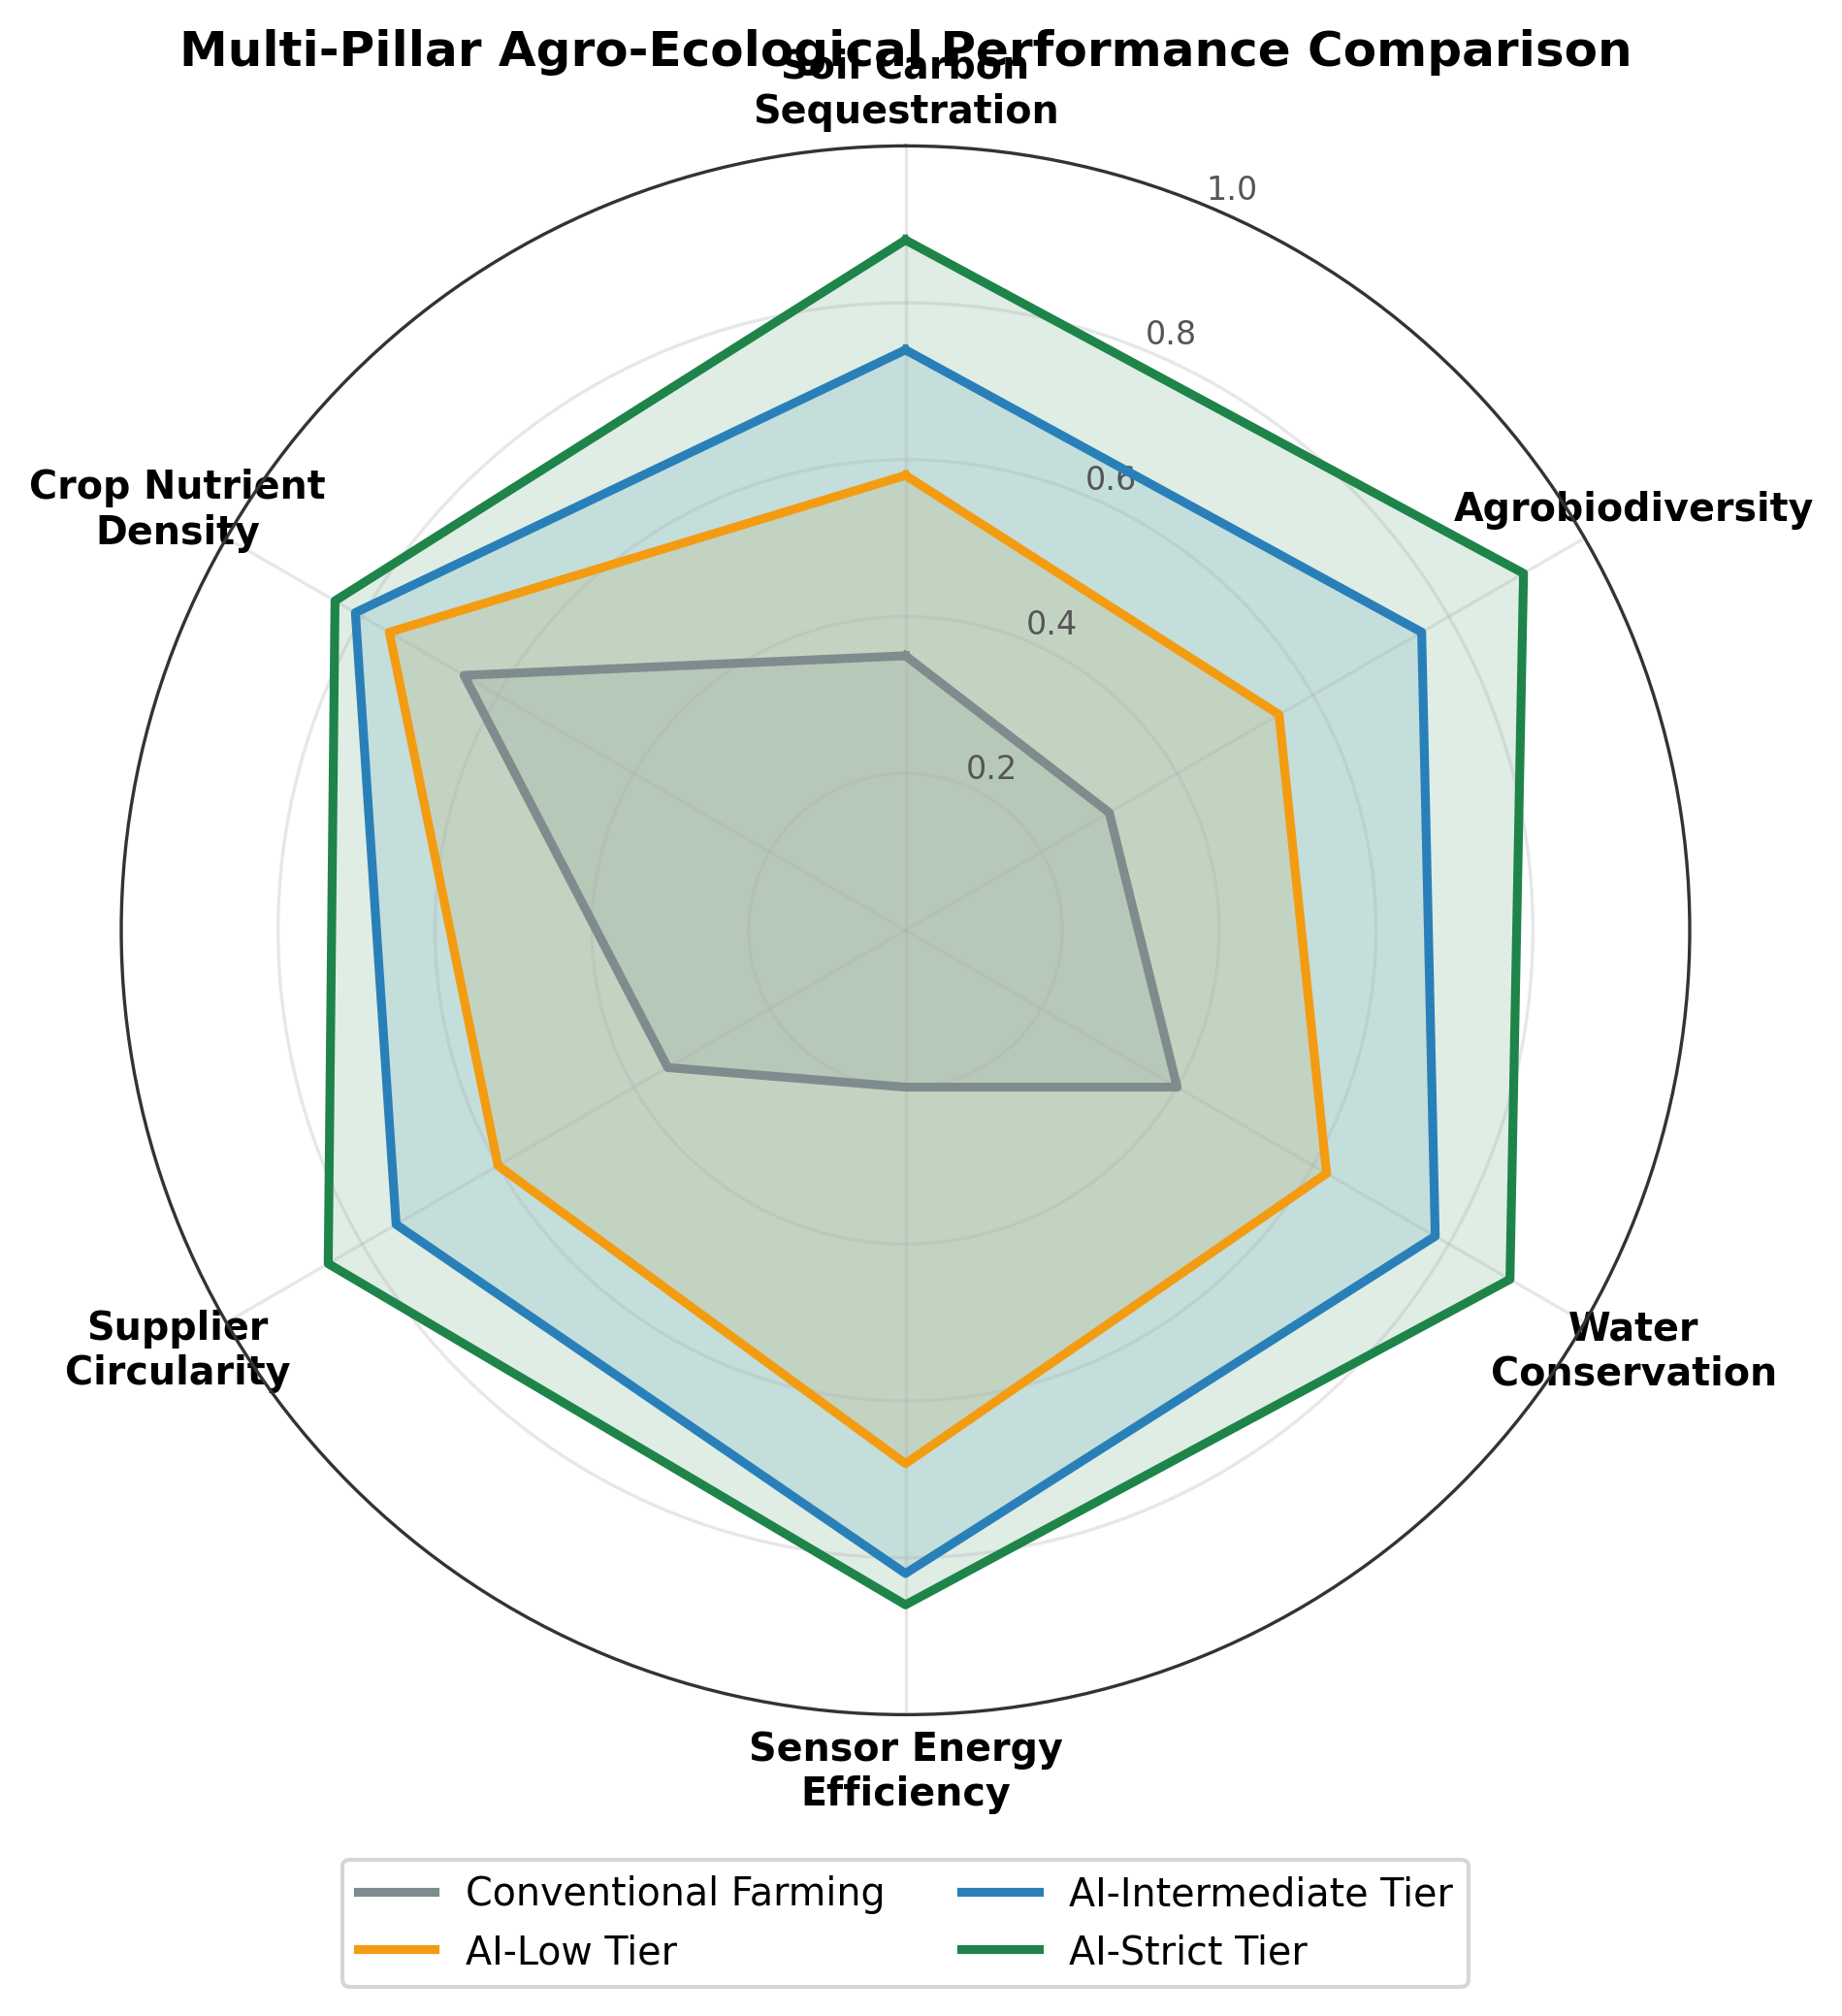 Multi-Pillar Agro-Ecological Performance Comparison
Soil Carbon
Sequestration
1.0
0.8
Crop Nutrient
Density
0.6
Agrobiodiversity
0.4
0.2
Supplier
Circularity
Water
Conservation
Sensor Energy
Efficiency
Conventional Farming
AI-Low Tier
AI-Intermediate Tier
AI-Strict Tier